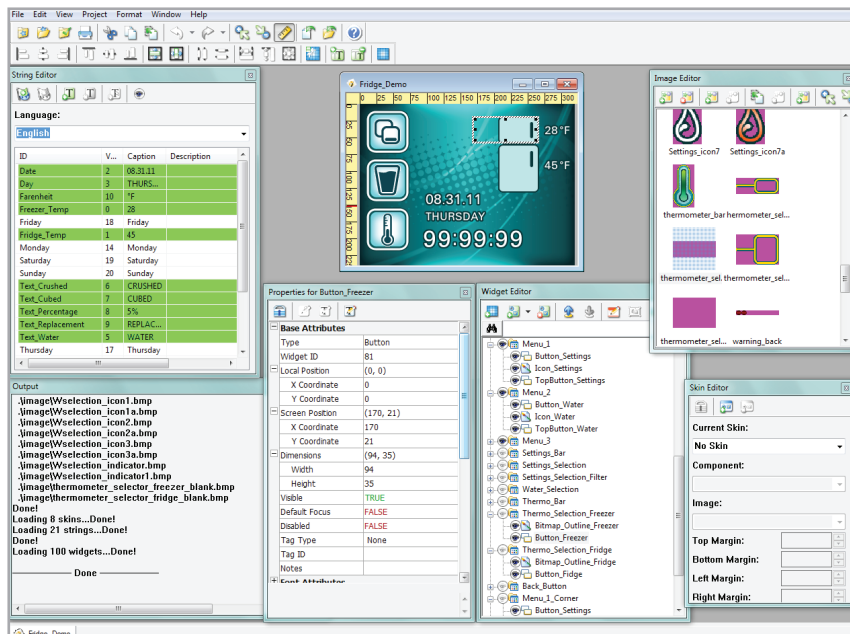 File Edit View Project Format Window Help
String Editor
Language:
English
ID V... Caption Description
Date 2 08.31.11
Day 3 THURS...
Farenheit 10 °F
Freezer_Temp 0 28
Friday 18 Friday
Fridge_Temp 1 45
Monday 14 Monday
Saturday 19 Saturday
Sunday 20 Sunday
Text_Crushed 6 CRUSHED
Text_Cubed 7 CUBED
Text_Percentage 8 5%
Text_Replacement 9 REPLAC...
Text_Water 5 WATER
Thursday 17 Thursday
Fridge_Demo
0 25 50 75 100 125 150 175 200 225 250 275 300
28°F
45°F
08.31.11
THURSDAY
99:99:99
Image Editor
Settings_icon7 Settings_icon7a
thermometer_bar hermometer_sel...
thermometer_sel. thermometer_sel...
thermometer_sel... warning_back
Output
.\image\Wselection_icon1.bmp
.\image\Wselection_icon1a.bmp
.\image\Wselection_icon2.bmp
.\image\Wselection_icon2a.bmp
.\image\Wselection_icon3.bmp
.\image\Wselection_icon3a.bmp
.\image\Wselection_indicator.bmp
.\image\Wselection_indicator1.bmp
.\image\thermometer_selector_freezer_blank.bmp
.\image\thermometer_selector_fridge_blank.bmp
Done!
Loading 8 skins...Done!
Loading 21 strings...Done!
Done!
Loading 100 widgets...Done!
Done
Properties for Button_Freezer
Base Attributes
Type Button
Widget ID 81
Local Position (0, 0)
X Coordinate 0
Y Coordinate 0
Screen Position (170, 21)
X Coordinate 170
Y Coordinate 21
Dimensions (94, 35)
Width 94
Height 35
Visible TRUE
Default Focus FALSE
Disabled FALSE
Tag Type None
Tag ID
Notes
Font Attributes
Widget Editor
Menu_1
Button_Settings
Icon_Settings
TopButton_Settings
Menu_2
Button_Water
Icon_Water
TopButton_Water
Menu_3
Settings_Bar
Settings_Selection
Settings_Selection_Filter
Water_Selection
Thermo_Bar
Thermo_Selection_Freezer
Bitmap_Outline_Freezer
Button_Freezer
Thermo_Selection_Fridge
Bitmap_Outline_Fridge
Button_Fidge
Back_Button
Menu_1_Corner
Button_Settings
Skin Editor
Current Skin:
No Skin
Component:
Image:
Top Margin:
Bottom Margin:
Left Margin:
Right Margin:
Fridge_Demo